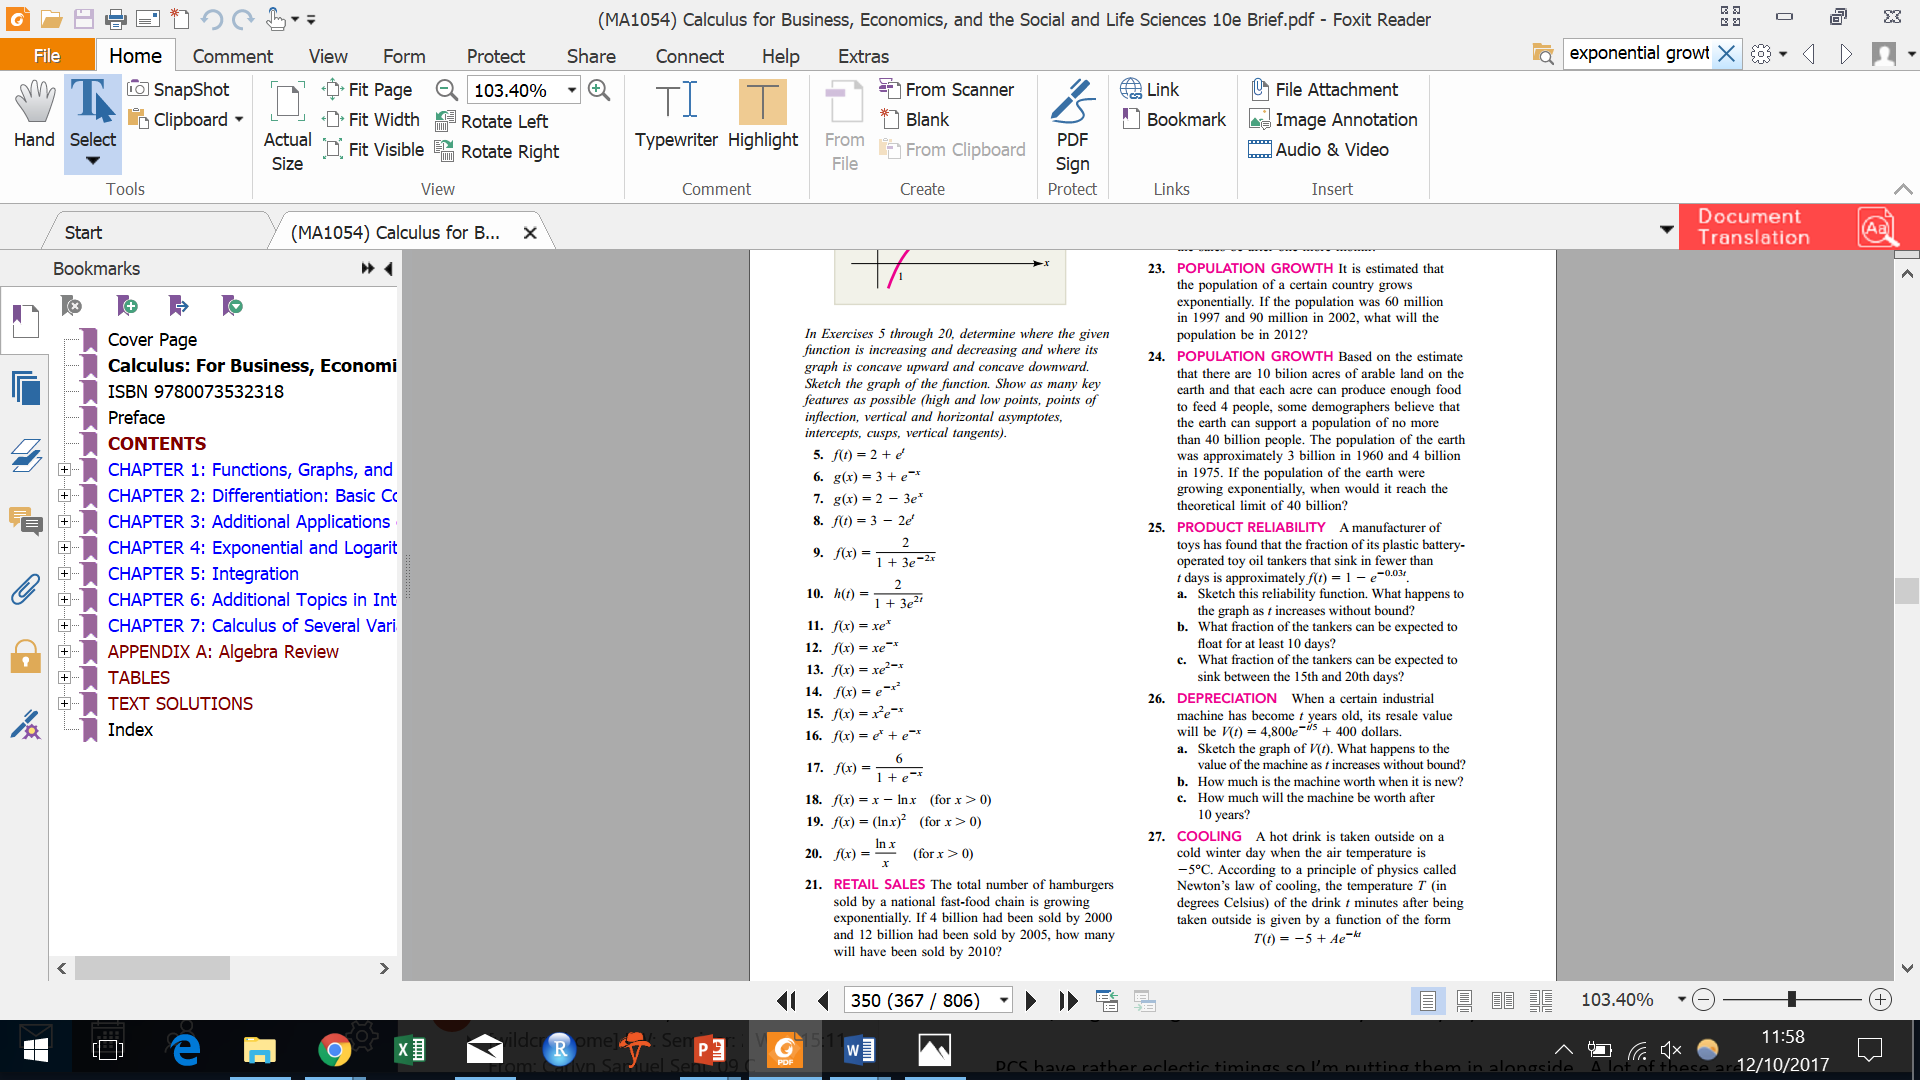 (MA1054) Calculus for Business, Economics, and the Social and Life Sciences 10e Brief.pdf - Foxit Reader
File Home Comment View Form Protect Share Connect Help Extras
exponential growt
Hand
Select
SnapShot
Clipboard
Tools
Actual Size
Fit Page
Fit Width
Fit Visible
103.40%
Rotate Left
Rotate Right
View
Typewriter
Highlight
Comment
From File
From Scanner
Blank
From Clipboard
Create
PDF Sign
Protect
Link
Bookmark
Links
File Attachment
Image Annotation
Audio & Video
Insert
Start
(MA1054) Calculus for B...
Document
Translation
Bookmarks
Cover Page
Calculus: For Business, Economi
ISBN 9780073532318
Preface
CONTENTS
CHAPTER 1: Functions, Graphs, and
CHAPTER 2: Differentiation: Basic Co
CHAPTER 3: Additional Applications
CHAPTER 4: Exponential and Logarit
CHAPTER 5: Integration
CHAPTER 6: Additional Topics in Int
CHAPTER 7: Calculus of Several Vari
APPENDIX A: Algebra Review
TABLES
TEXT SOLUTIONS
Index
x
1
In Exercises 5 through 20, determine where the given
function is increasing and decreasing and where its
graph is concave upward and concave downward.
Sketch the graph of the function. Show as many key
features as possible (high and low points, points of
inflection, vertical and horizontal asymptotes,
intercepts, cusps, vertical tangents).
5. f(t) = 2 + e^t
6. g(x) = 3 + e^−x
7. g(x) = 2 − 3e^x
8. f(t) = 3 − 2e^t
9. f(x) = 2 / (1 + 3e^−2x)
10. h(t) = 2 / (1 + 3e^2t)
11. f(x) = xe^x
12. f(x) = xe^−x
13. f(x) = xe^2−x
14. f(x) = e^−x²
15. f(x) = x²e^−x
16. f(x) = e^x + e^−x
17. f(x) = 6 / (1 + e^−x)
18. f(x) = x − ln x (for x > 0)
19. f(x) = (ln x)² (for x > 0)
20. f(x) = ln x / x (for x > 0)
21. RETAIL SALES The total number of hamburgers
sold by a national fast-food chain is growing
exponentially. If 4 billion had been sold by 2000
and 12 billion had been sold by 2005, how many
will have been sold by 2010?
23. POPULATION GROWTH It is estimated that
the population of a certain country grows
exponentially. If the population was 60 million
in 1997 and 90 million in 2002, what will the
population be in 2012?
24. POPULATION GROWTH Based on the estimate
that there are 10 bilion acres of arable land on the
earth and that each acre can produce enough food
to feed 4 people, some demographers believe that
the earth can support a population of no more
than 40 billion people. The population of the earth
was approximately 3 billion in 1960 and 4 billion
in 1975. If the population of the earth were
growing exponentially, when would it reach the
theoretical limit of 40 billion?
25. PRODUCT RELIABILITY A manufacturer of
toys has found that the fraction of its plastic battery-
operated toy oil tankers that sink in fewer than
t days is approximately f(t) = 1 − e^−0.03t.
a. Sketch this reliability function. What happens to
the graph as t increases without bound?
b. What fraction of the tankers can be expected to
float for at least 10 days?
c. What fraction of the tankers can be expected to
sink between the 15th and 20th days?
26. DEPRECIATION When a certain industrial
machine has become t years old, its resale value
will be V(t) = 4,800e^−t/5 + 400 dollars.
a. Sketch the graph of V(t). What happens to the
value of the machine as t increases without bound?
b. How much is the machine worth when it is new?
c. How much will the machine be worth after
10 years?
27. COOLING A hot drink is taken outside on a
cold winter day when the air temperature is
−5°C. According to a principle of physics called
Newton's law of cooling, the temperature T (in
degrees Celsius) of the drink t minutes after being
taken outside is given by a function of the form
T(t) = −5 + Ae^−kt
350 (367 / 806)
103.40%
PCS have rather eclectic timings so I'm putting them in alongside. A lot of these are
11:58
12/10/2017